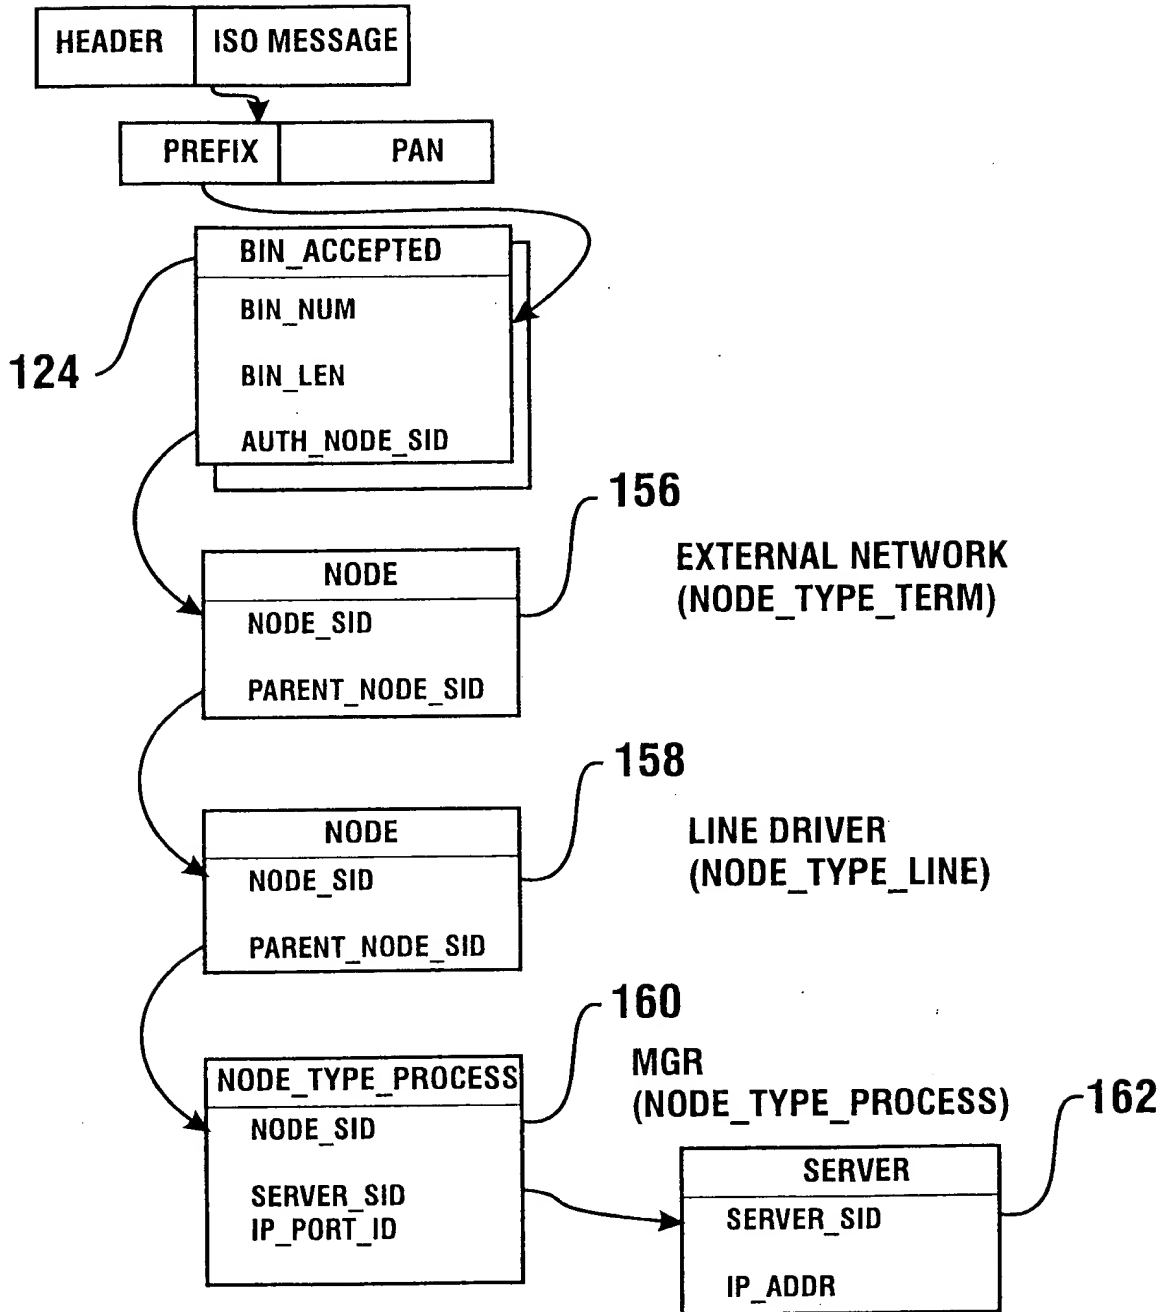 HEADER ISO MESSAGE
PREFIX PAN
BIN_ACCEPTED
BIN_NUM
124
BIN_LEN
AUTH_NODE_SID
156
EXTERNAL NETWORK
(NODE_TYPE_TERM)
NODE
NODE_SID
PARENT_NODE_SID
158
LINE DRIVER
(NODE_TYPE_LINE)
NODE
NODE_SID
PARENT_NODE_SID
160
MGR
(NODE_TYPE_PROCESS)
NODE_TYPE_PROCESS
NODE_SID
SERVER_SID
IP_PORT_ID
162
SERVER
SERVER_SID
IP_ADDR